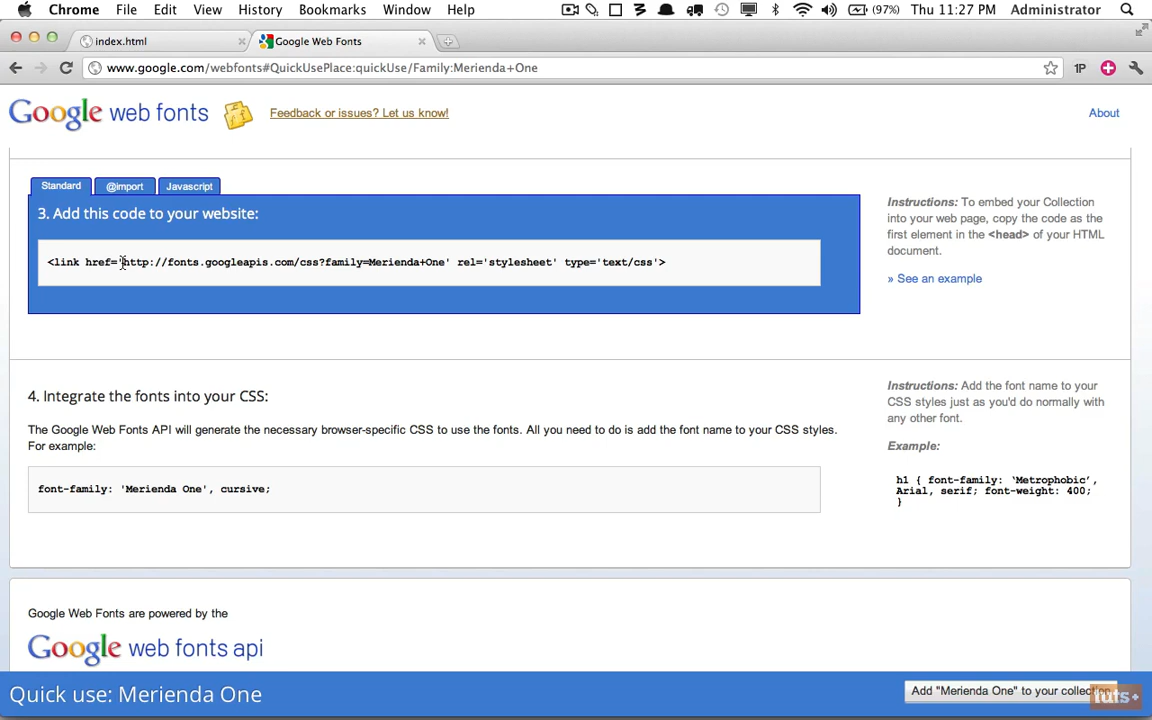 Chrome File Edit View History Bookmarks Window Help (97%) Thu 11:27 PM Administrator
index.html Google Web Fonts
www.google.com/webfonts#QuickUsePlace:quickUse/Family:Merienda+One 1P
Google web fonts Feedback or issues? Let us know! About
Standard @import Javascript
3. Add this code to your website:
<link href='http://fonts.googleapis.com/css?family=Merienda+One' rel='stylesheet' type='text/css'>
Instructions: To embed your Collection
into your web page, copy the code as the
first element in the <head> of your HTML
document.
» See an example
4. Integrate the fonts into your CSS:
The Google Web Fonts API will generate the necessary browser-specific CSS to use the fonts. All you need to do is add the font name to your CSS styles.
For example:
font-family: 'Merienda One', cursive;
Instructions: Add the font name to your
CSS styles just as you'd do normally with
any other font.
Example:
h1 { font-family: 'Metrophobic',
Arial, serif; font-weight: 400;
}
Google Web Fonts are powered by the
Google web fonts api
Quick use: Merienda One
Add "Merienda One" to your collection
tuts+